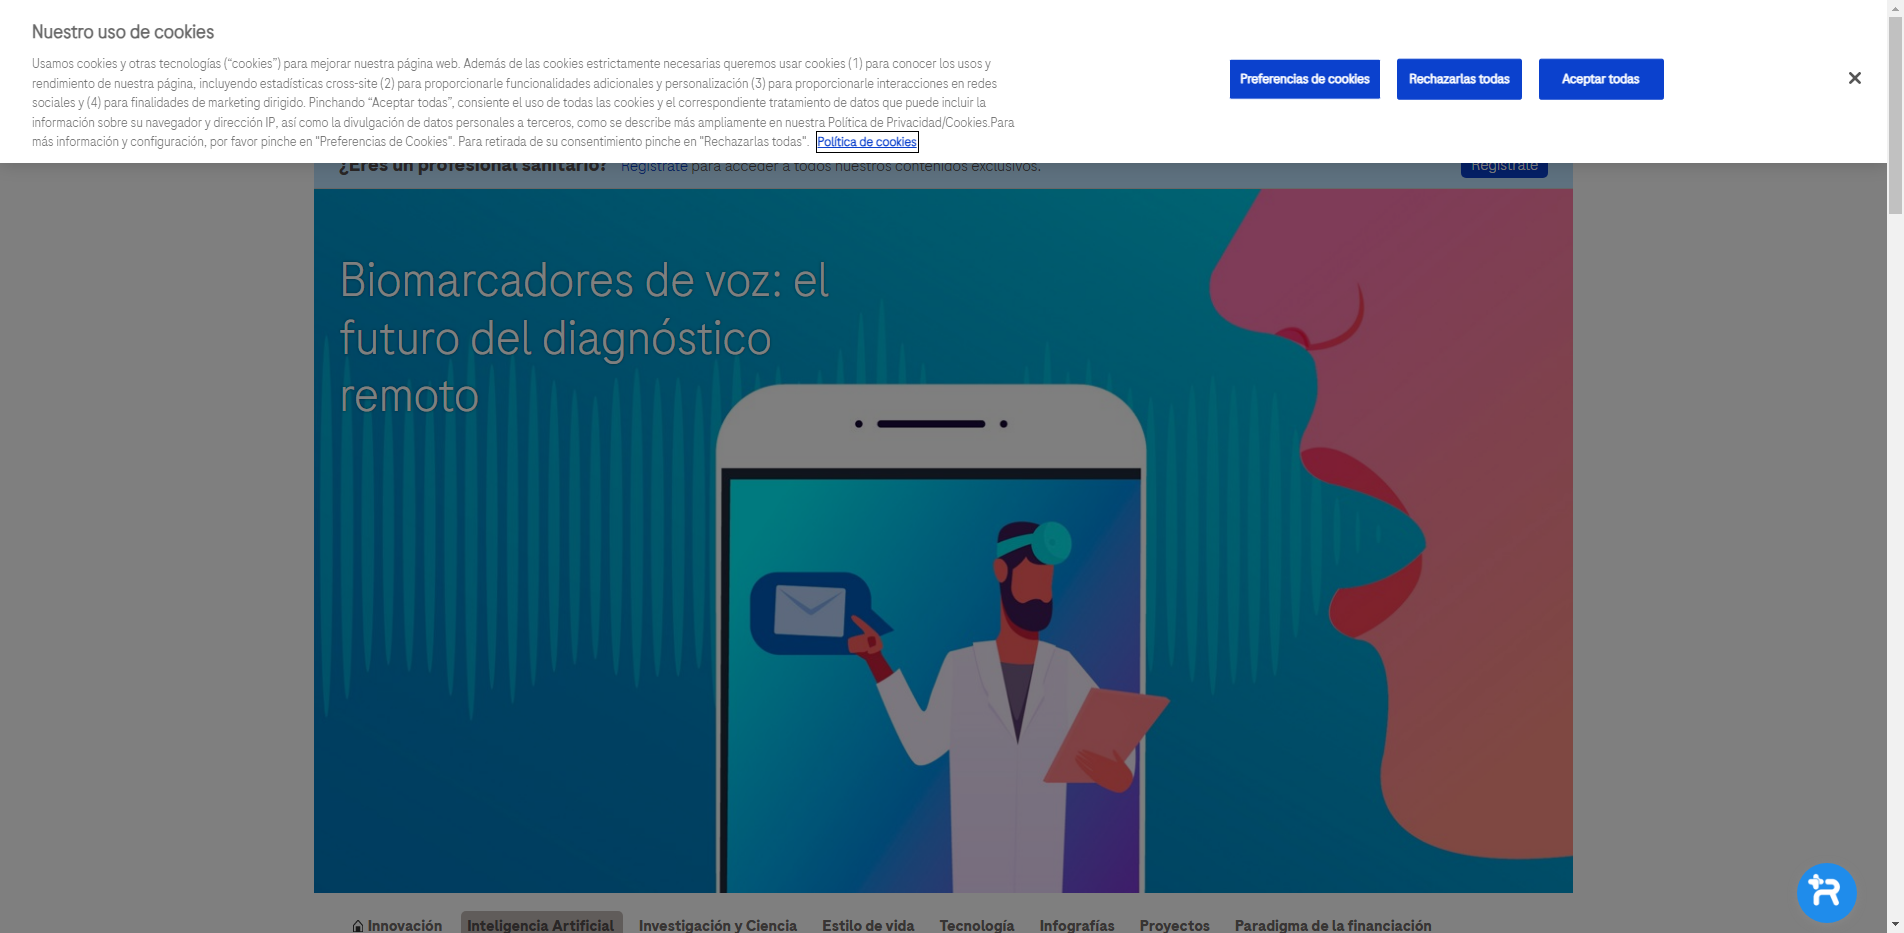 Nuestro uso de cookies
Usamos cookies y otras tecnologías (“cookies”) para mejorar nuestra página web. Además de las cookies estrictamente necesarias queremos usar cookies (1) para conocer los usos y
rendimiento de nuestra página, incluyendo estadísticas cross-site (2) para proporcionarle funcionalidades adicionales y personalización (3) para proporcionarle interacciones en redes
sociales y (4) para finalidades de marketing dirigido. Pinchando “Aceptar todas”, consiente el uso de todas las cookies y el correspondiente tratamiento de datos que puede incluir la
información sobre su navegador y dirección IP, así como la divulgación de datos personales a terceros, como se describe más ampliamente en nuestra Política de Privacidad/Cookies.Para
más información y configuración, por favor pinche en "Preferencias de Cookies". Para retirada de su consentimiento pinche en "Rechazarlas todas". Política de cookies
Preferencias de cookies
Rechazarlas todas
Aceptar todas
¿Eres un profesional sanitario? Regístrate para acceder a todos nuestros contenidos exclusivos.
Regístrate
Biomarcadores de voz: el
futuro del diagnóstico
remoto
Innovación Inteligencia Artificial Investigación y Ciencia Estilo de vida Tecnología Infografías Proyectos Paradigma de la financiación